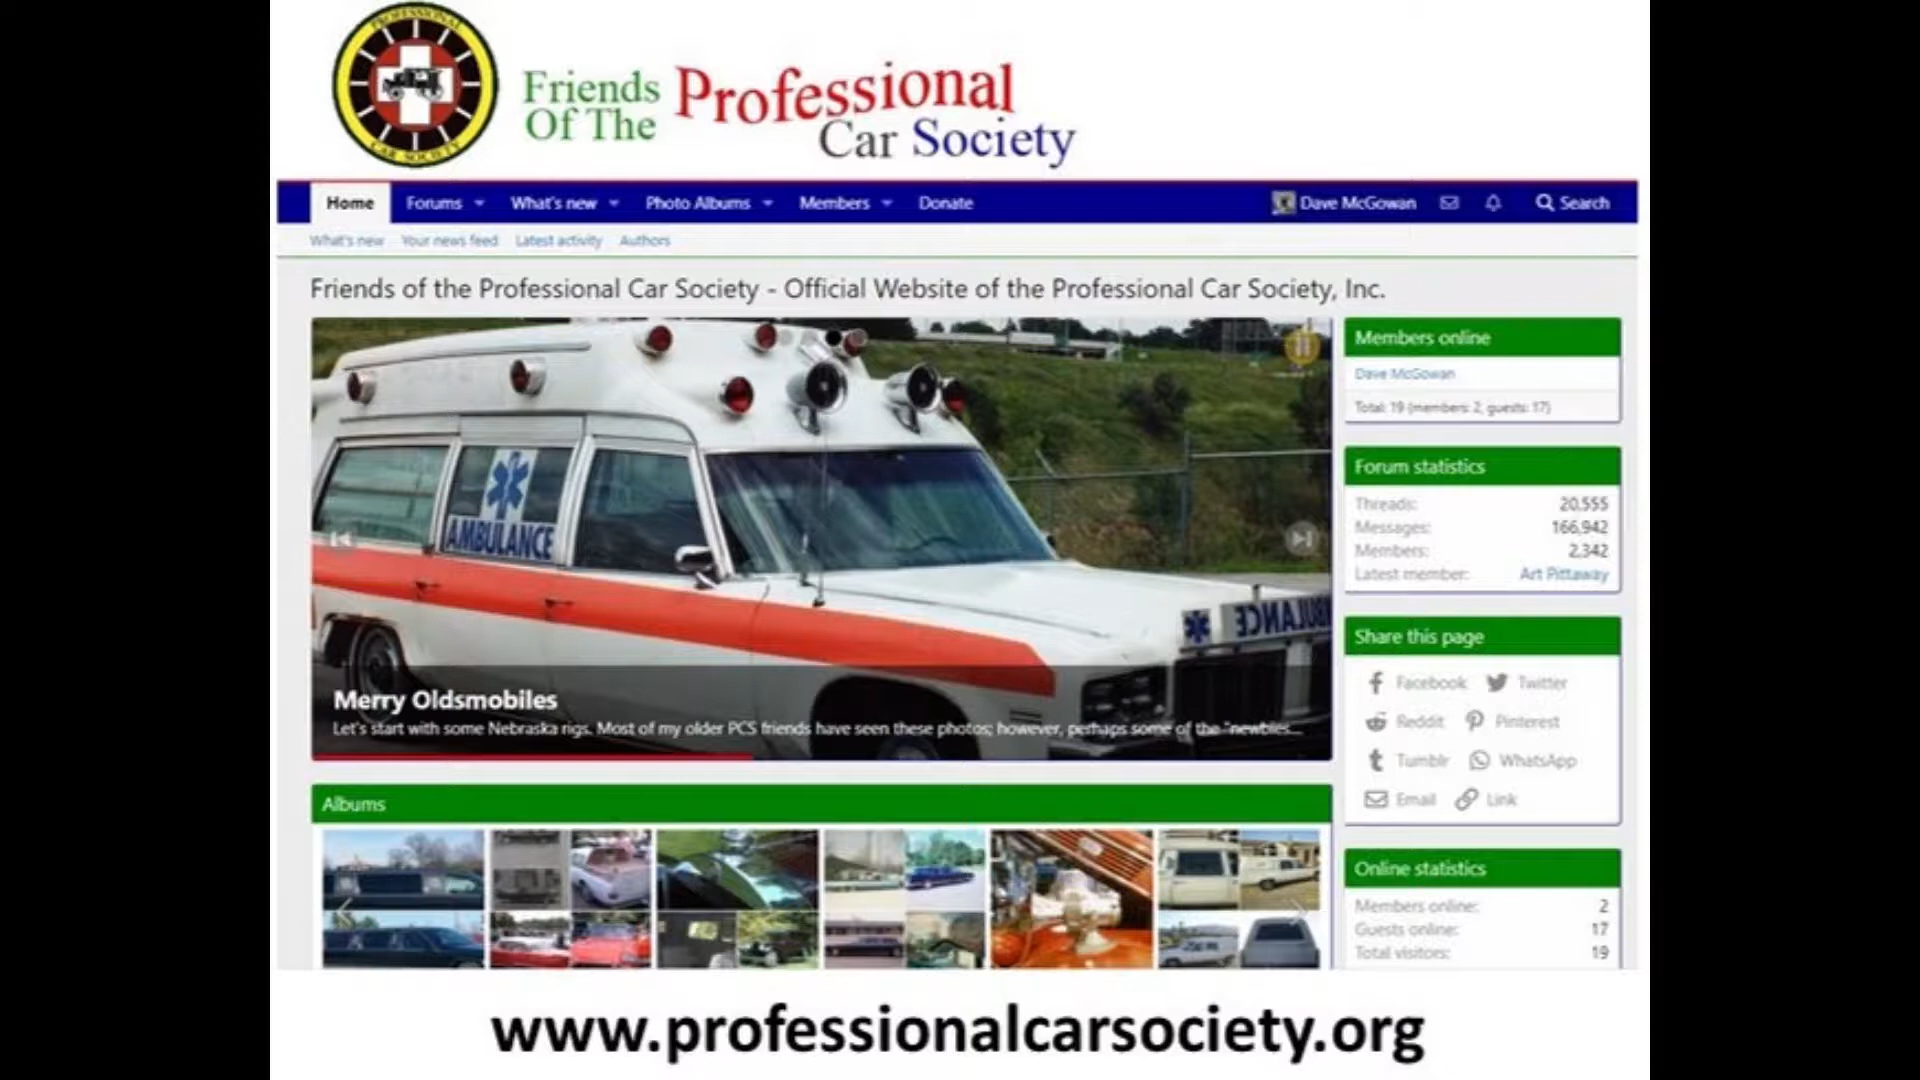 PROFESSIONAL
CAR SOCIETY
Friends
Of The
Professional
Car Society
Home
Forums
What's new
Photo Albums
Members
Donate
Dave McGowan
Search
What's new
Your news feed
Latest activity
Authors
Friends of the Professional Car Society - Official Website of the Professional Car Society, Inc.
AMBULANCE
AMBULANCE
Merry Oldsmobiles
Let's start with some Nebraska rigs. Most of my older PCS friends have seen these photos; however, perhaps some of the "newbies...
Albums
Members online
Dave McGowan
Total: 19 (members: 2, guests: 17)
Forum statistics
Threads: 20,555
Messages: 166,942
Members: 2,342
Latest member: Art Pittaway
Share this page
Facebook Twitter
Reddit Pinterest
Tumblr WhatsApp
Email Link
Online statistics
Members online: 2
Guests online: 17
Total visitors: 19
www.professionalcarsociety.org